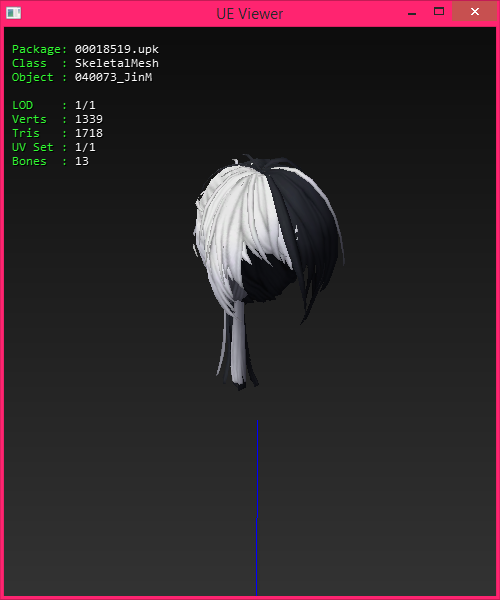 UE Viewer
Package: 00018519.upk
Class  : SkeletalMesh
Object : 040073_JinM
LOD    : 1/1
Verts  : 1339
Tris   : 1718
UV Set : 1/1
Bones  : 13